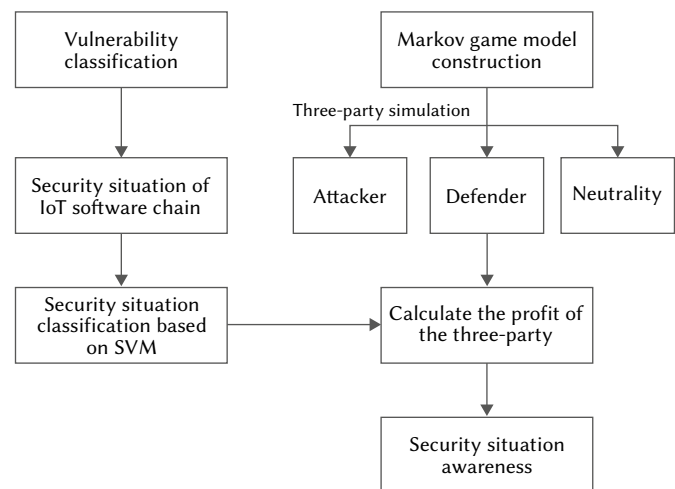 Vulnerability
classification
Markov game model
construction
Three-party simulation
Security situation of
IoT software chain
Attacker
Defender
Neutrality
Security situation
classification based
on SVM
Calculate the profit of
the three-party
Security situation
awareness